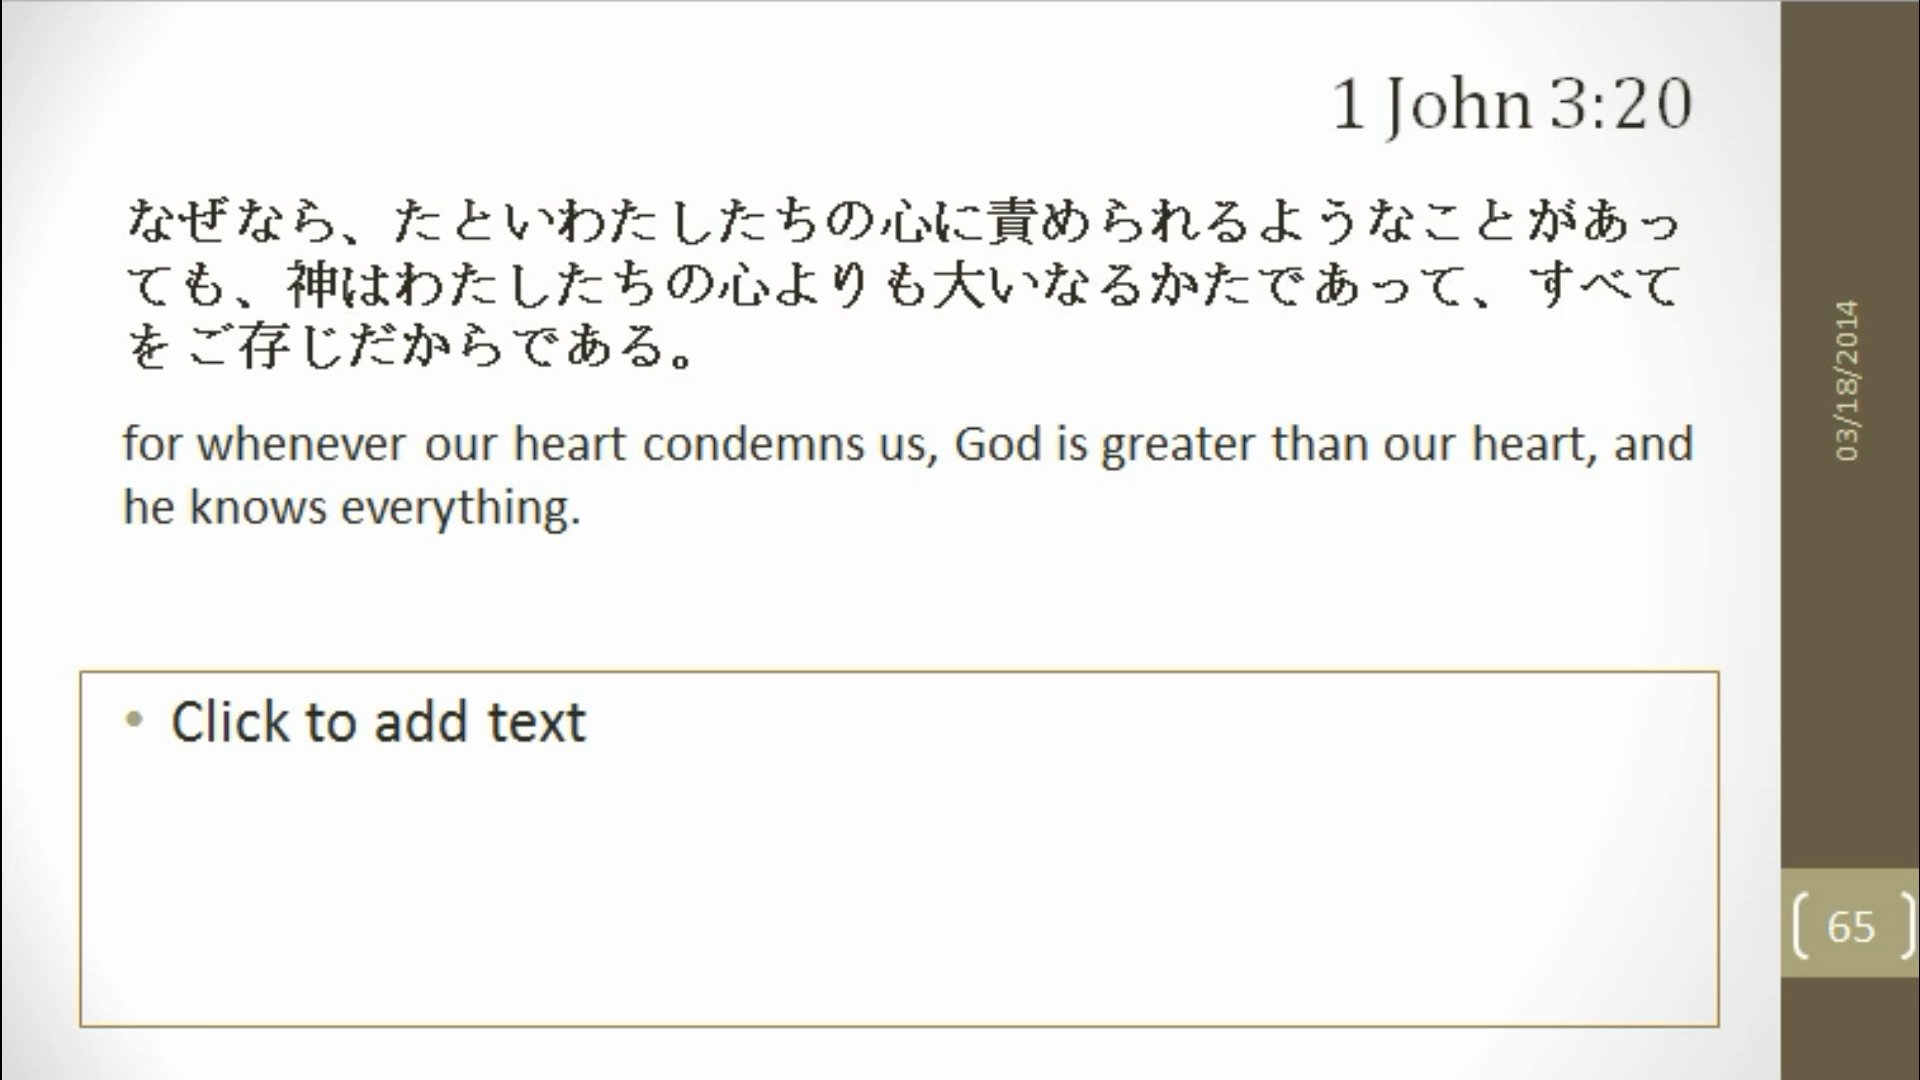 1 John 3:20
なぜなら、たといわたしたちの心に責められるようなことがあっ
ても、神はわたしたちの心よりも大いなるかたであって、すべて
をご存じだからである。
for whenever our heart condemns us, God is greater than our heart, and
he knows everything.
• Click to add text
03/18/2014
65